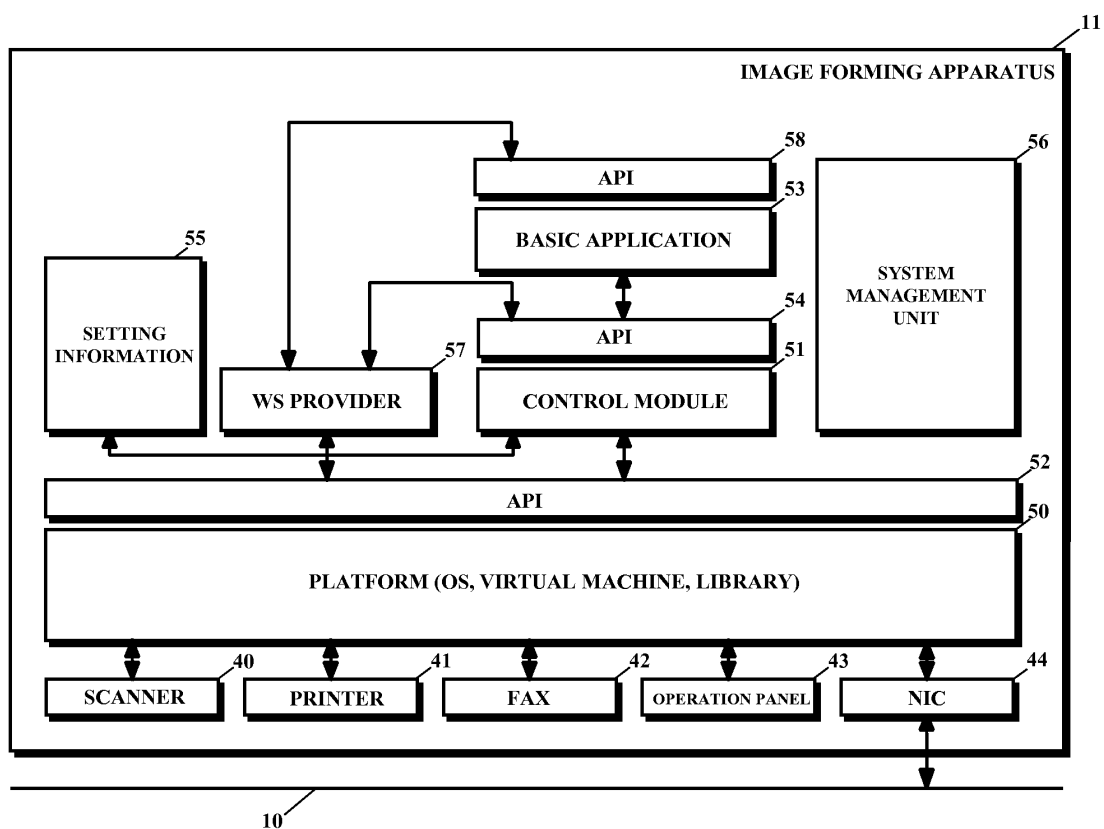 11
IMAGE FORMING APPARATUS
58
API
56
53
BASIC APPLICATION
55
SYSTEM
MANAGEMENT
UNIT
54
SETTING
INFORMATION
API
57
51
WS PROVIDER
CONTROL MODULE
52
API
50
PLATFORM (OS, VIRTUAL MACHINE, LIBRARY)
40
41
42
43
44
SCANNER
PRINTER
FAX
OPERATION PANEL
NIC
10